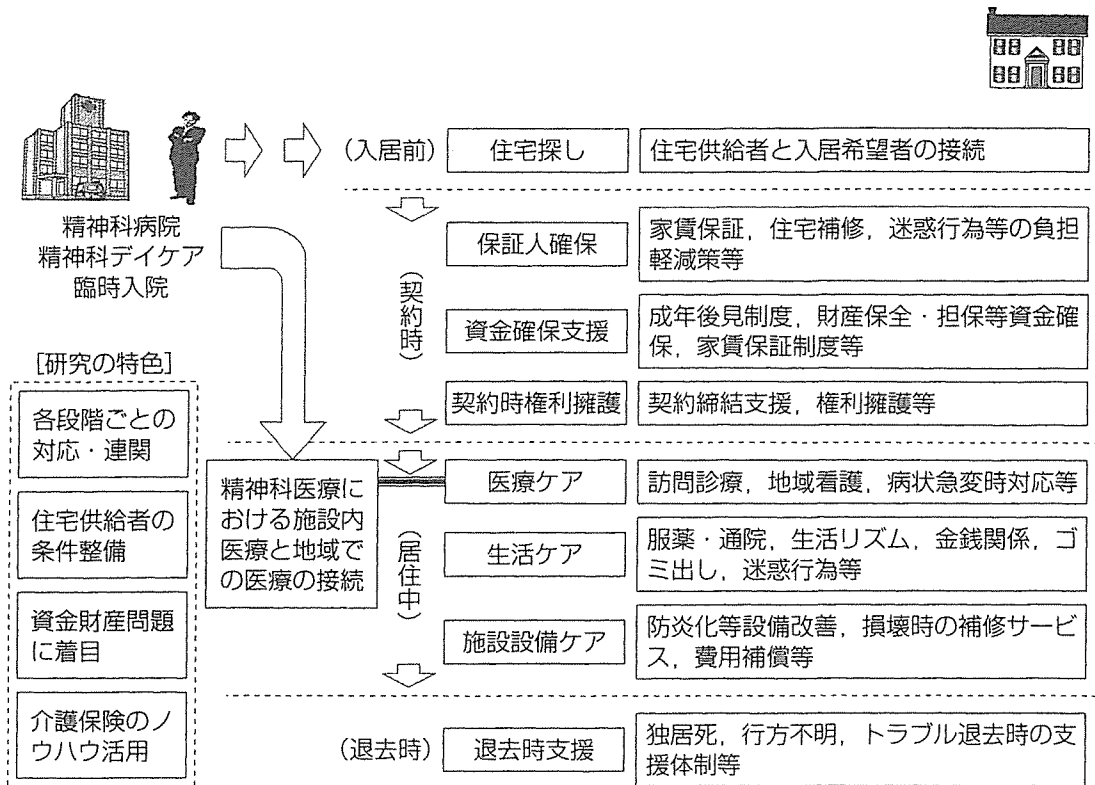 (入居前)
住宅探し
住宅供給者と入居希望者の接続
精神科病院
精神科デイケア
臨時入院
(契約時)
保証人確保
家賃保証，住宅補修，迷惑行為等の負担
軽減策等
資金確保支援
成年後見制度，財産保全・担保等資金確
保，家賃保証制度等
契約時権利擁護
契約締結支援，権利擁護等
[研究の特色]
各段階ごとの
対応・連関
住宅供給者の
条件整備
資金財産問題
に着目
介護保険のノ
ウハウ活用
精神科医療に
おける施設内
医療と地域で
の医療の接続
(居住中)
医療ケア
訪問診療，地域看護，病状急変時対応等
生活ケア
服薬・通院，生活リズム，金銭関係，ゴ
ミ出し，迷惑行為等
施設設備ケア
防炎化等設備改善，損壊時の補修サービ
ス，費用補償等
(退去時)
退去時支援
独居死，行方不明，トラブル退去時の支
援体制等